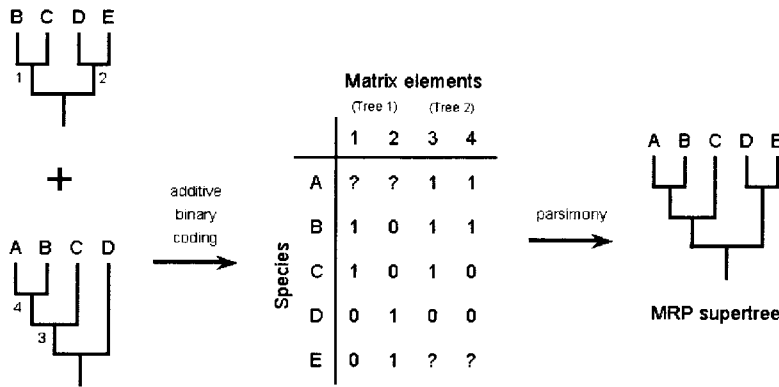 B C D E
1 2
+
A B C D
4
3
additive
binary
coding
Matrix elements
(Tree 1) (Tree 2)
1 2 3 4
Species
A ? ? 1 1
B 1 0 1 1
C 1 0 1 0
D 0 1 0 0
E 0 1 ? ?
parsimony
A B C D E
MRP supertree